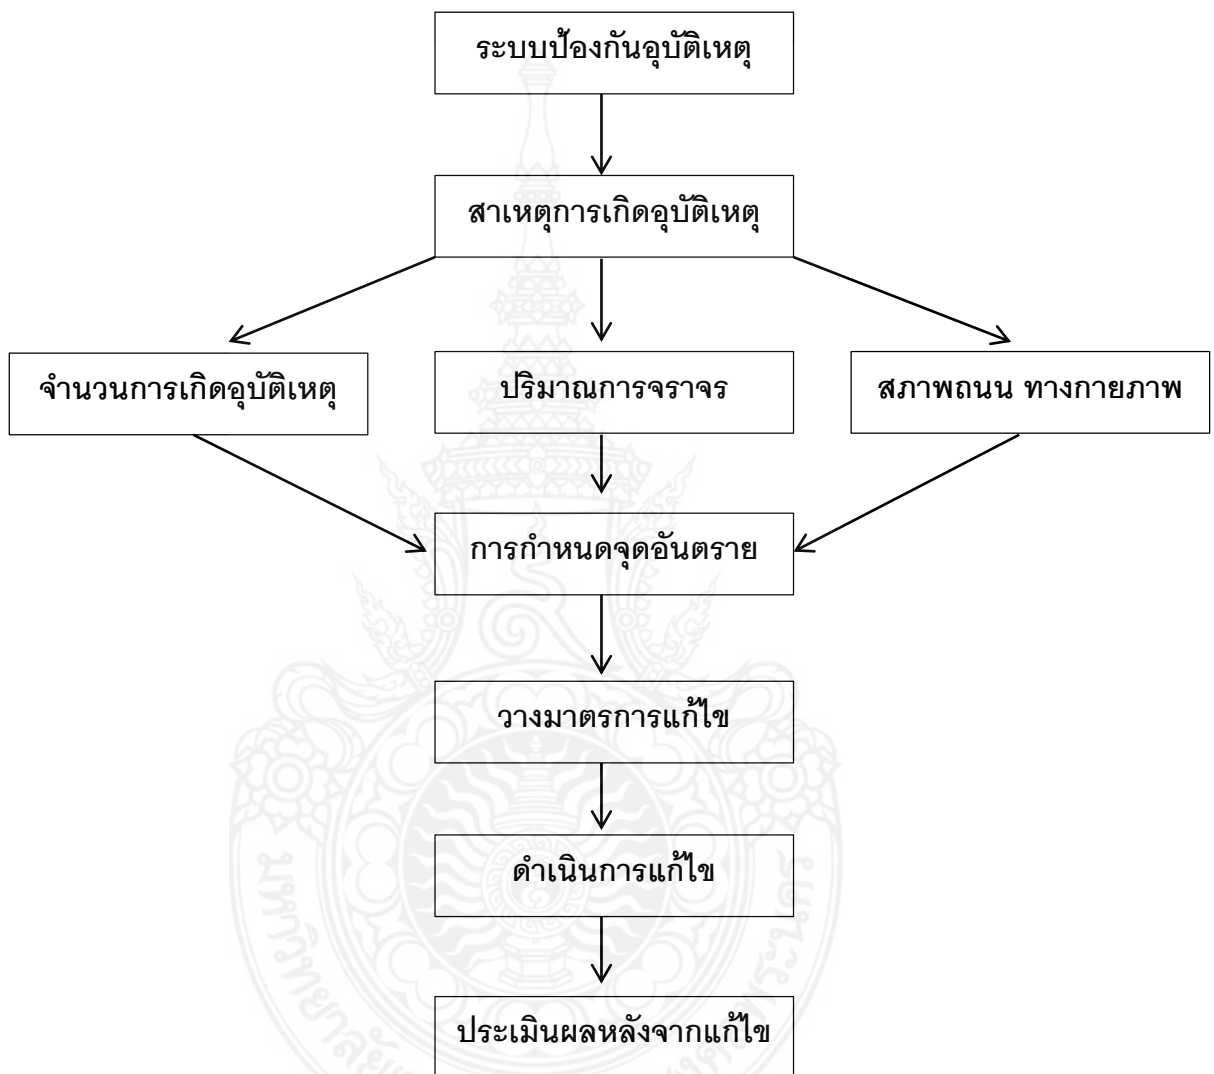 ระบบป้องกันอุบัติเหตุ
สาเหตุการเกิดอุบัติเหตุ
จำนวนการเกิดอุบัติเหตุ
ปริมาณการจราจร
สภาพถนน ทางกายภาพ
การกำหนดจุดอันตราย
วางมาตรการแก้ไข
ดำเนินการแก้ไข
ประเมินผลหลังจากแก้ไข